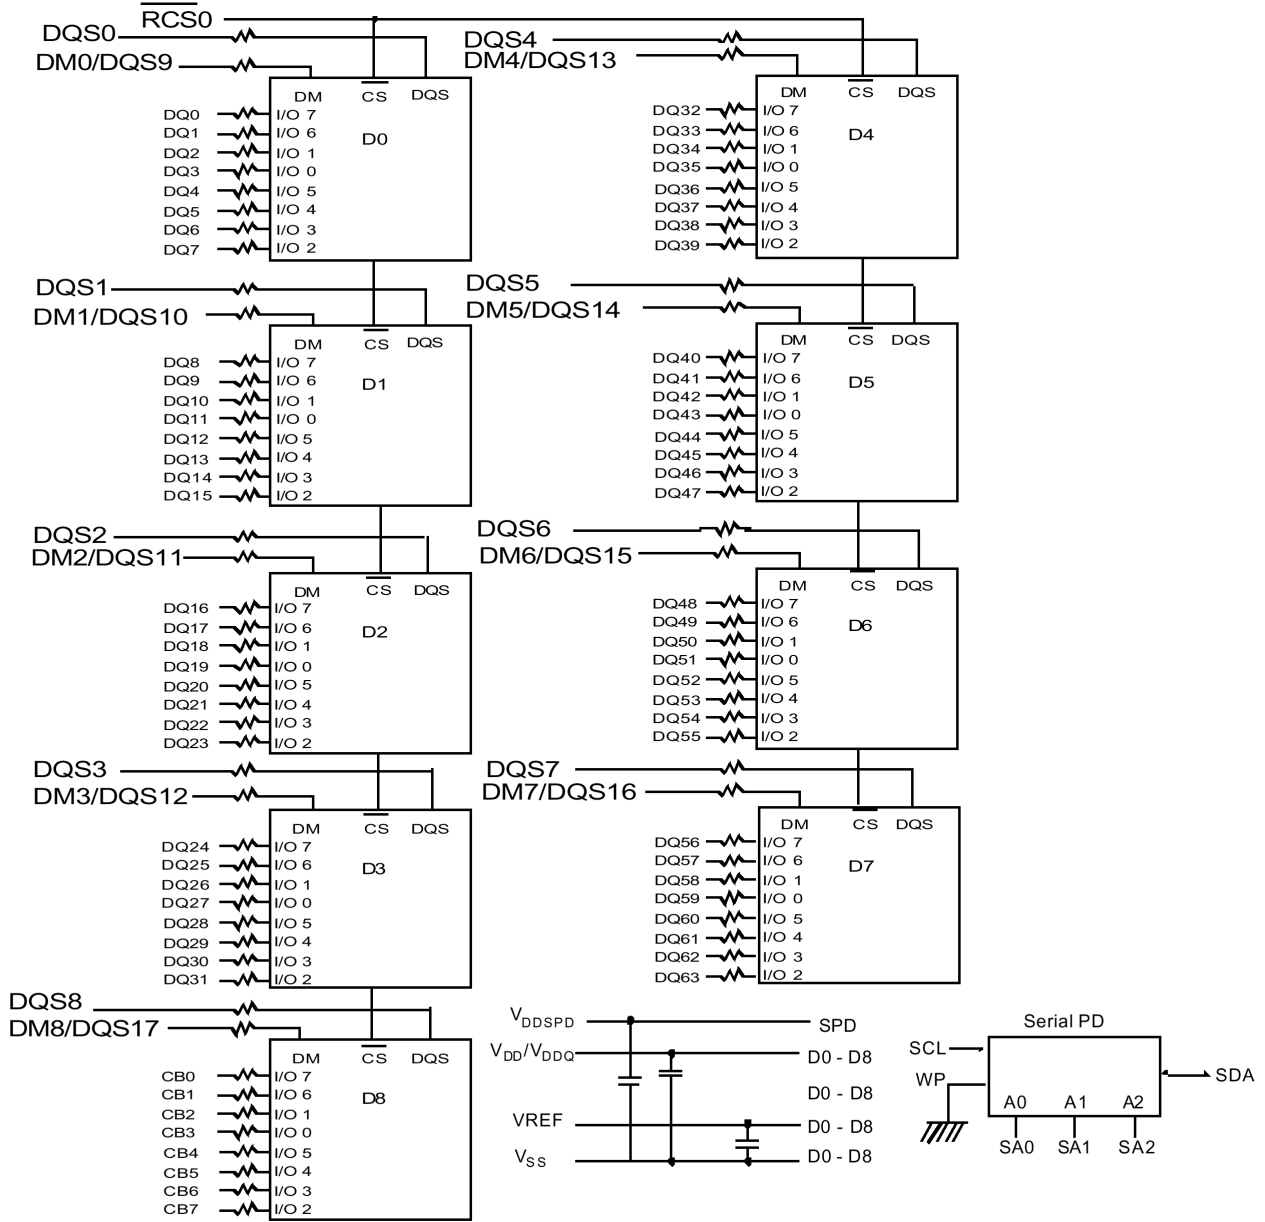 RCS0
DQS0
DM0/DQS9
DM CS DQS
D0
DQ0 I/O 7
DQ1 I/O 6
DQ2 I/O 1
DQ3 I/O 0
DQ4 I/O 5
DQ5 I/O 4
DQ6 I/O 3
DQ7 I/O 2
DQS1
DM1/DQS10
DM CS DQS
D1
DQ8 I/O 7
DQ9 I/O 6
DQ10 I/O 1
DQ11 I/O 0
DQ12 I/O 5
DQ13 I/O 4
DQ14 I/O 3
DQ15 I/O 2
DQS2
DM2/DQS11
DM CS DQS
D2
DQ16 I/O 7
DQ17 I/O 6
DQ18 I/O 1
DQ19 I/O 0
DQ20 I/O 5
DQ21 I/O 4
DQ22 I/O 3
DQ23 I/O 2
DQS3
DM3/DQS12
DM CS DQS
D3
DQ24 I/O 7
DQ25 I/O 6
DQ26 I/O 1
DQ27 I/O 0
DQ28 I/O 5
DQ29 I/O 4
DQ30 I/O 3
DQ31 I/O 2
DQS8
DM8/DQS17
DM CS DQS
D8
CB0 I/O 7
CB1 I/O 6
CB2 I/O 1
CB3 I/O 0
CB4 I/O 5
CB5 I/O 4
CB6 I/O 3
CB7 I/O 2
DQS4
DM4/DQS13
DM CS DQS
D4
DQ32 I/O 7
DQ33 I/O 6
DQ34 I/O 1
DQ35 I/O 0
DQ36 I/O 5
DQ37 I/O 4
DQ38 I/O 3
DQ39 I/O 2
DQS5
DM5/DQS14
DM CS DQS
D5
DQ40 I/O 7
DQ41 I/O 6
DQ42 I/O 1
DQ43 I/O 0
DQ44 I/O 5
DQ45 I/O 4
DQ46 I/O 3
DQ47 I/O 2
DQS6
DM6/DQS15
DM CS DQS
D6
DQ48 I/O 7
DQ49 I/O 6
DQ50 I/O 1
DQ51 I/O 0
DQ52 I/O 5
DQ53 I/O 4
DQ54 I/O 3
DQ55 I/O 2
DQS7
DM7/DQS16
DM CS DQS
D7
DQ56 I/O 7
DQ57 I/O 6
DQ58 I/O 1
DQ59 I/O 0
DQ60 I/O 5
DQ61 I/O 4
DQ62 I/O 3
DQ63 I/O 2
VDDSPD SPD
VDD/VDDQ D0 - D8
D0 - D8
VREF D0 - D8
VSS D0 - D8
Serial PD
SCL
WP
SDA
A0 A1 A2
SA0 SA1 SA2